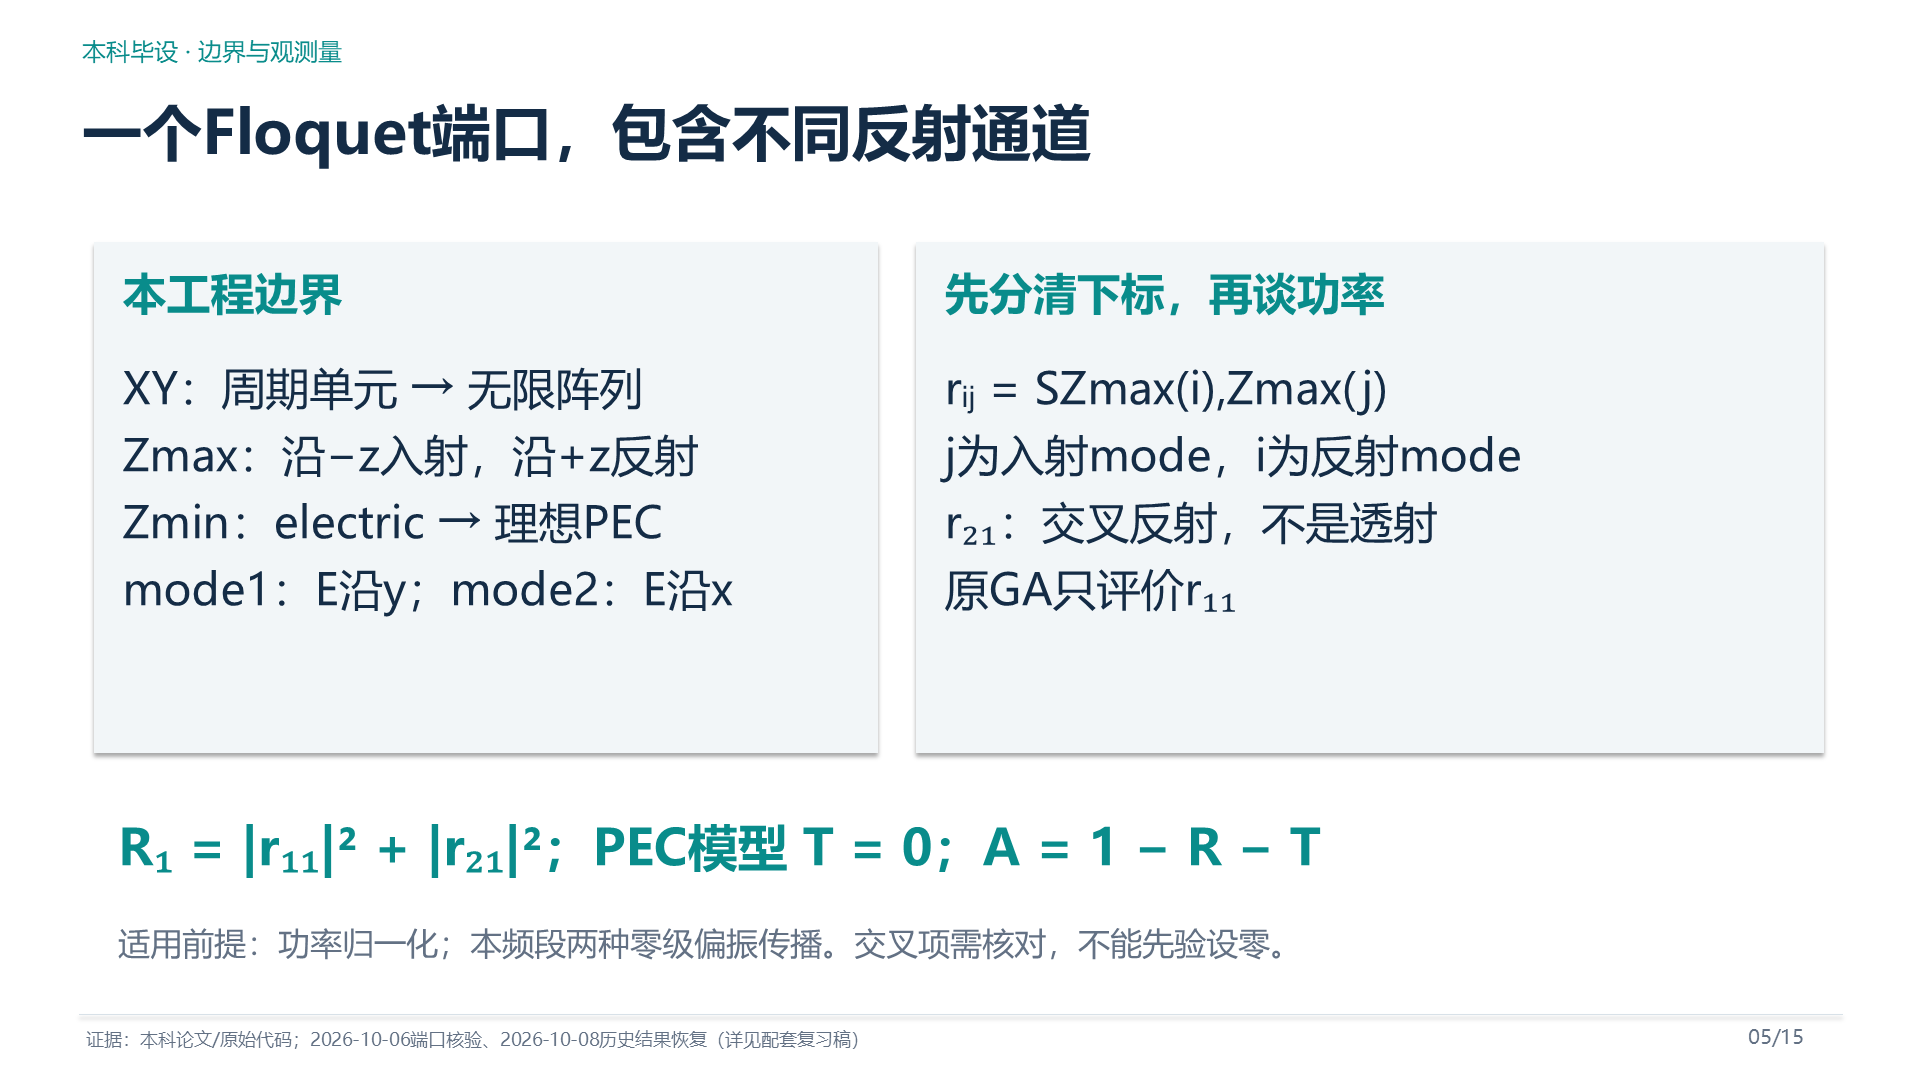 本科毕设 · 边界与观测量
一个Floquet端口，包含不同反射通道
本工程边界
XY：周期单元 → 无限阵列
Zmax：沿−z入射，沿+z反射
Zmin：electric → 理想PEC
mode1：E沿y；mode2：E沿x
先分清下标，再谈功率
rᵢⱼ = SZmax(i),Zmax(j)
j为入射mode，i为反射mode
r₂₁：交叉反射，不是透射
原GA只评价r₁₁
R₁ = |r₁₁|² + |r₂₁|²；PEC模型 T = 0；A = 1 − R − T
适用前提：功率归一化；本频段两种零级偏振传播。交叉项需核对，不能先验设零。
证据：本科论文/原始代码；2026-10-06端口核验、2026-10-08历史结果恢复（详见配套复习稿）
05/15